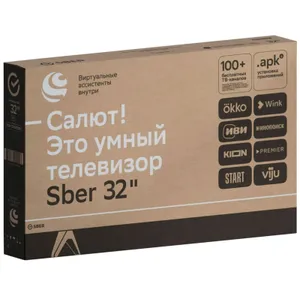 Виртуальные
ассистенты
внутри
Салют!
Это умный
телевизор
Sber 32"
100+
бесплатных
ТВ-каналов
.apk
установка
приложений
okko
Wink
иви
KION
PREMIER
START
viju
32"